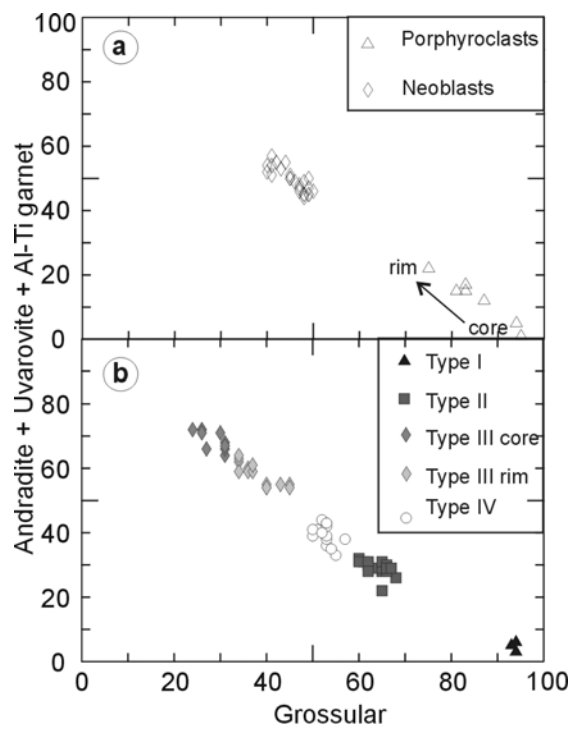 100
a
Porphyroclasts
Neoblasts
80
60
40
20
0
rim
core
Andradite + Uvarovite + Al-Ti garnet
b
Type I
Type II
Type III core
Type III rim
Type IV
80
60
40
20
0
0 20 40 60 80 100
Grossular